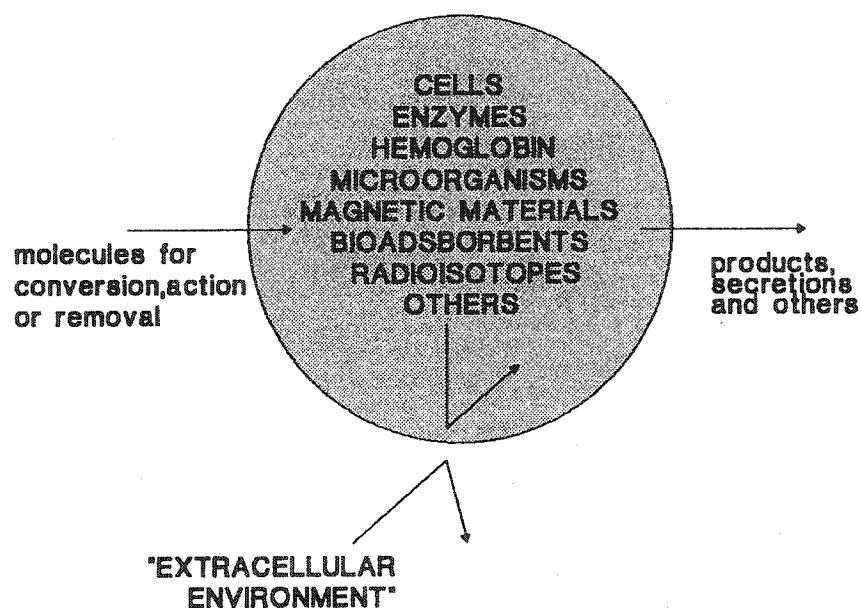 CELLS
ENZYMES
HEMOGLOBIN
MICROORGANISMS
MAGNETIC MATERIALS
BIOADSBORBENTS
RADIOISOTOPES
OTHERS
molecules for
conversion,action
or removal
products,
secretions
and others
"EXTRACELLULAR
ENVIRONMENT"